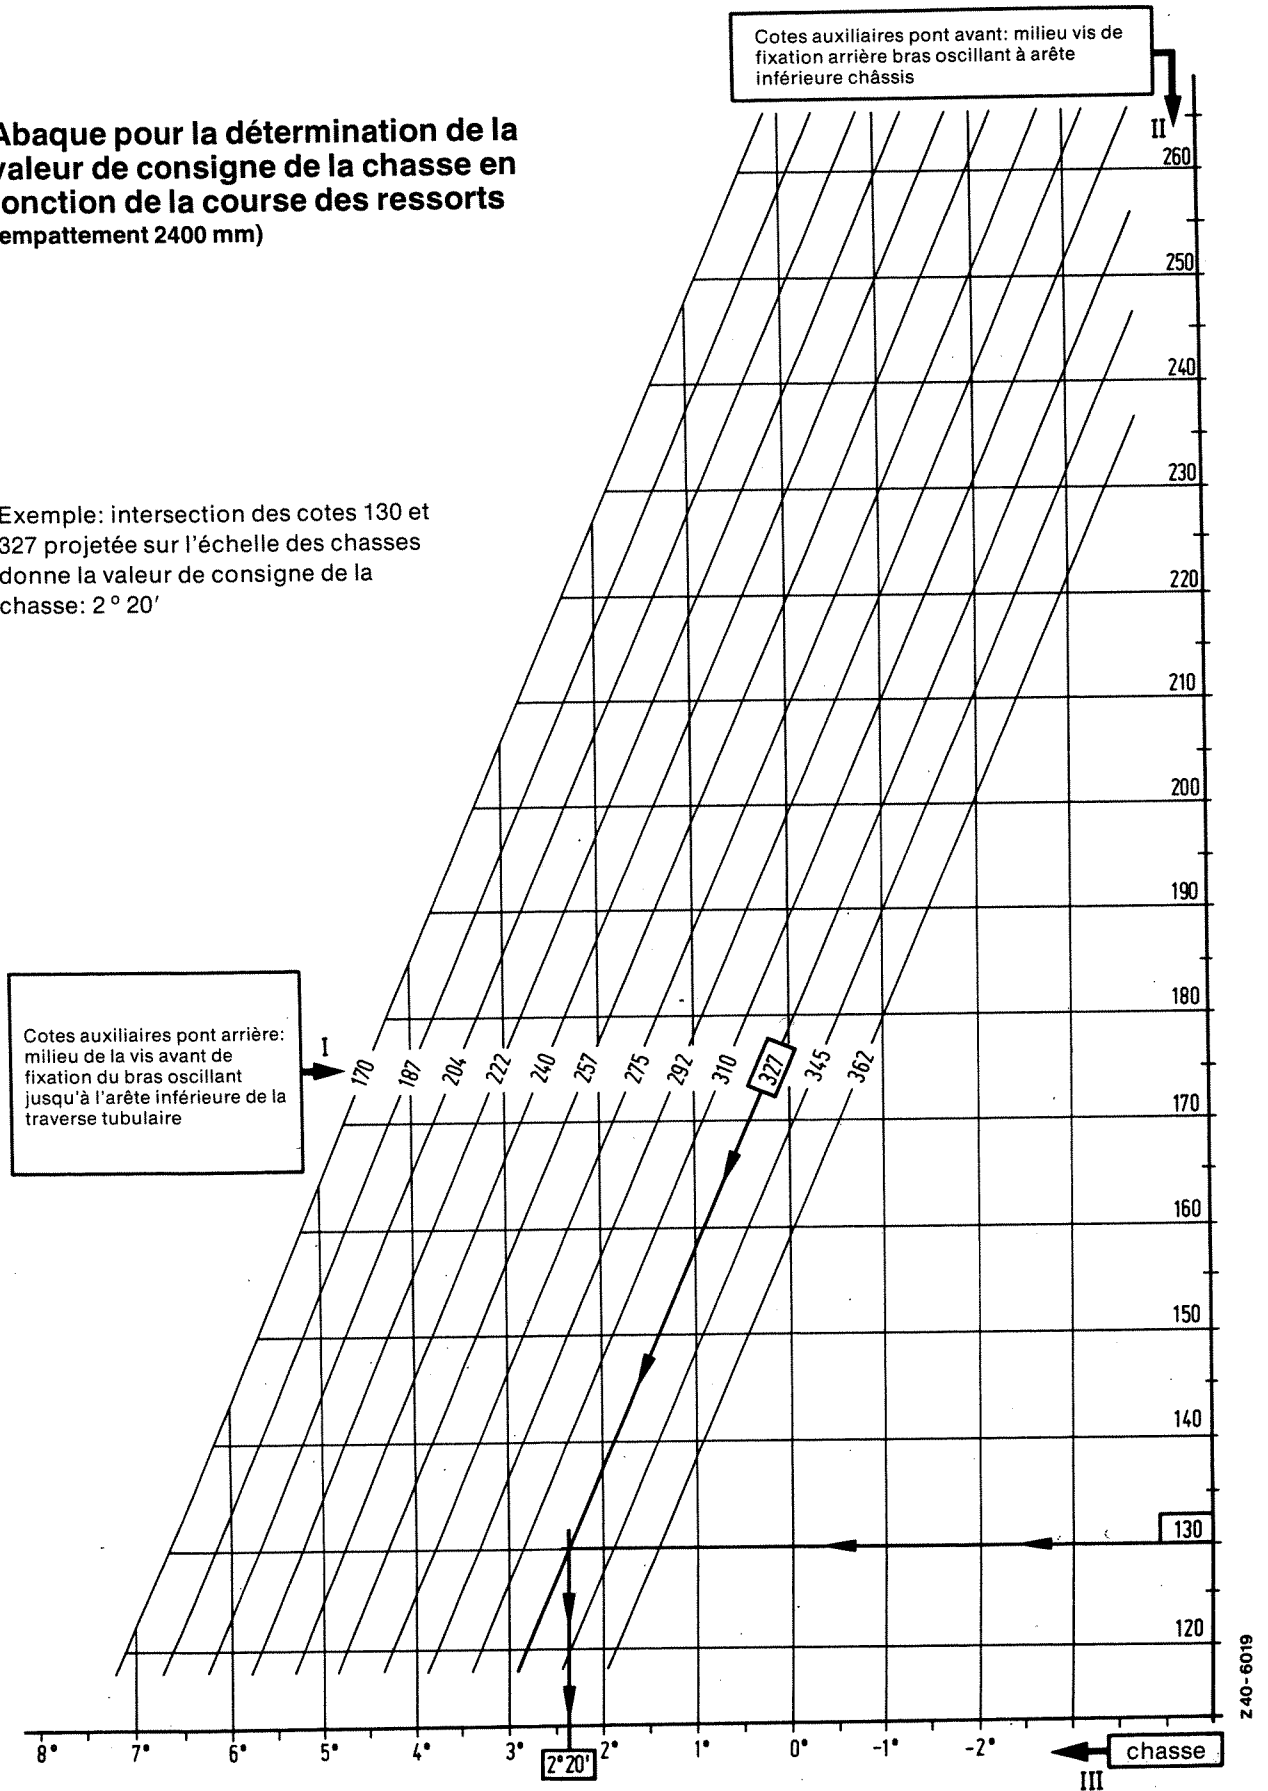 Cotes auxiliaires pont avant: milieu vis de
fixation arrière bras oscillant à arête
inférieure châssis
II
Abaque pour la détermination de la
valeur de consigne de la chasse en
onction de la course des ressorts
empattement 2400 mm)
Exemple: intersection des cotes 130 et
327 projetée sur l'échelle des chasses
donne la valeur de consigne de la
chasse: 2° 20′
260
250
240
230
220
210
200
190
180
170
160
150
140
130
120
Cotes auxiliaires pont arrière:
milieu de la vis avant de
fixation du bras oscillant
jusqu'à l'arête inférieure de la
traverse tubulaire
I
170 187 204 222 240 257 275 292 310 327 345 362
8° 7° 6° 5° 4° 3° 2°20' 2° 1° 0° -1° -2°
chasse
III
Z40-6019